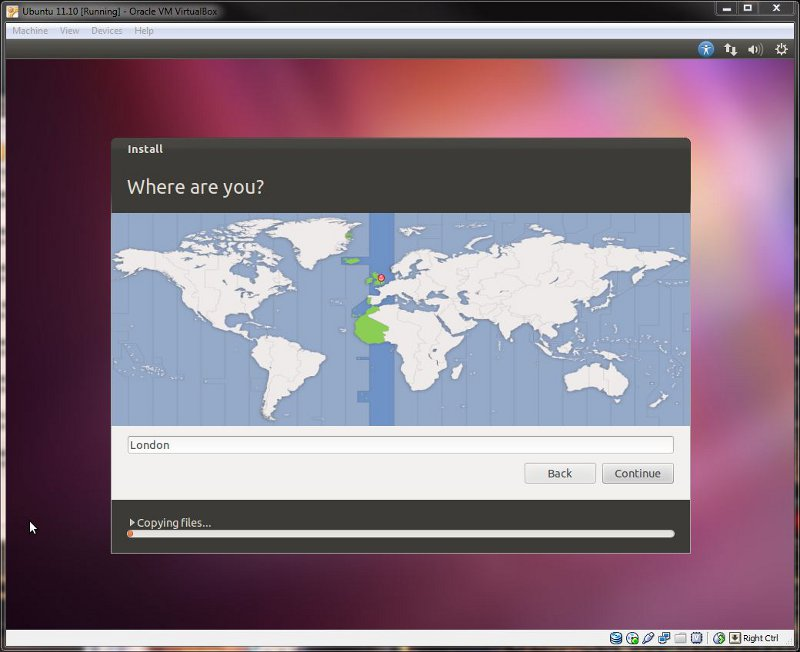 Ubuntu 11.10 [Running] - Oracle VM VirtualBox
Machine View Devices Help
Install
Where are you?
London
Back Continue
Copying files...
Right Ctrl